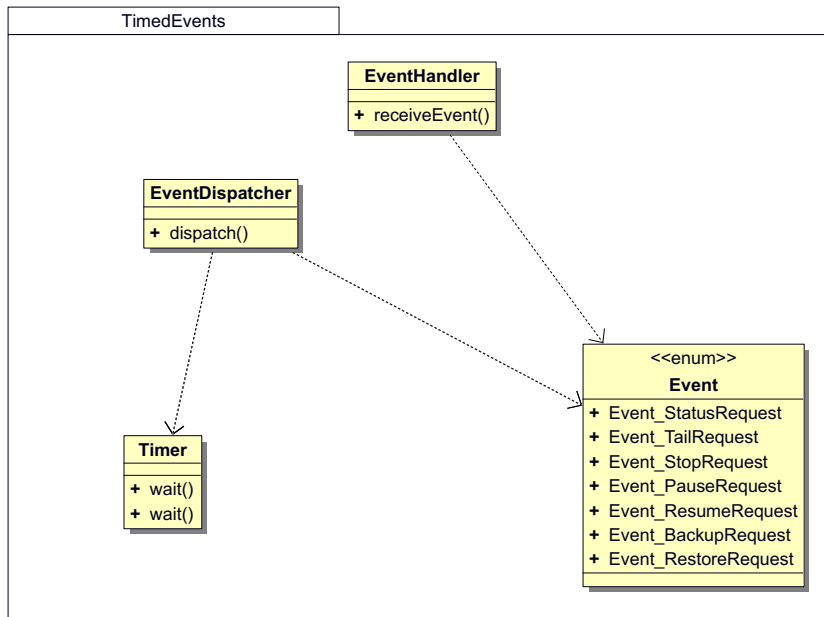 TimedEvents
EventHandler
+ receiveEvent()
EventDispatcher
+ dispatch()
<<enum>>
Event
+ Event_StatusRequest
+ Event_TailRequest
+ Event_StopRequest
+ Event_PauseRequest
+ Event_ResumeRequest
+ Event_BackupRequest
+ Event_RestoreRequest
Timer
+ wait()
+ wait()